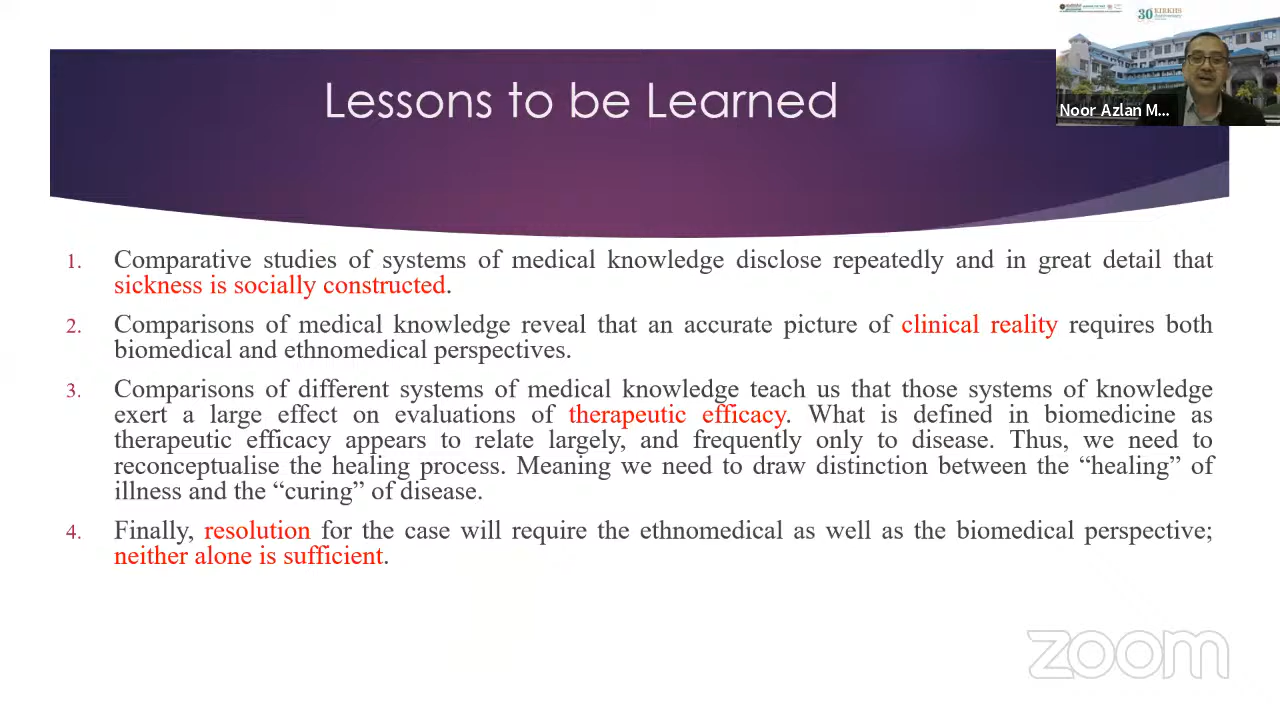 30 KIRKHS
Anniversary
Lessons to be Learned
Noor Azlan M...
1. Comparative studies of systems of medical knowledge disclose repeatedly and in great detail that
sickness is socially constructed.
2. Comparisons of medical knowledge reveal that an accurate picture of clinical reality requires both
biomedical and ethnomedical perspectives.
3. Comparisons of different systems of medical knowledge teach us that those systems of knowledge
exert a large effect on evaluations of therapeutic efficacy. What is defined in biomedicine as
therapeutic efficacy appears to relate largely, and frequently only to disease. Thus, we need to
reconceptualise the healing process. Meaning we need to draw distinction between the “healing” of
illness and the “curing” of disease.
4. Finally, resolution for the case will require the ethnomedical as well as the biomedical perspective;
neither alone is sufficient.
zoom